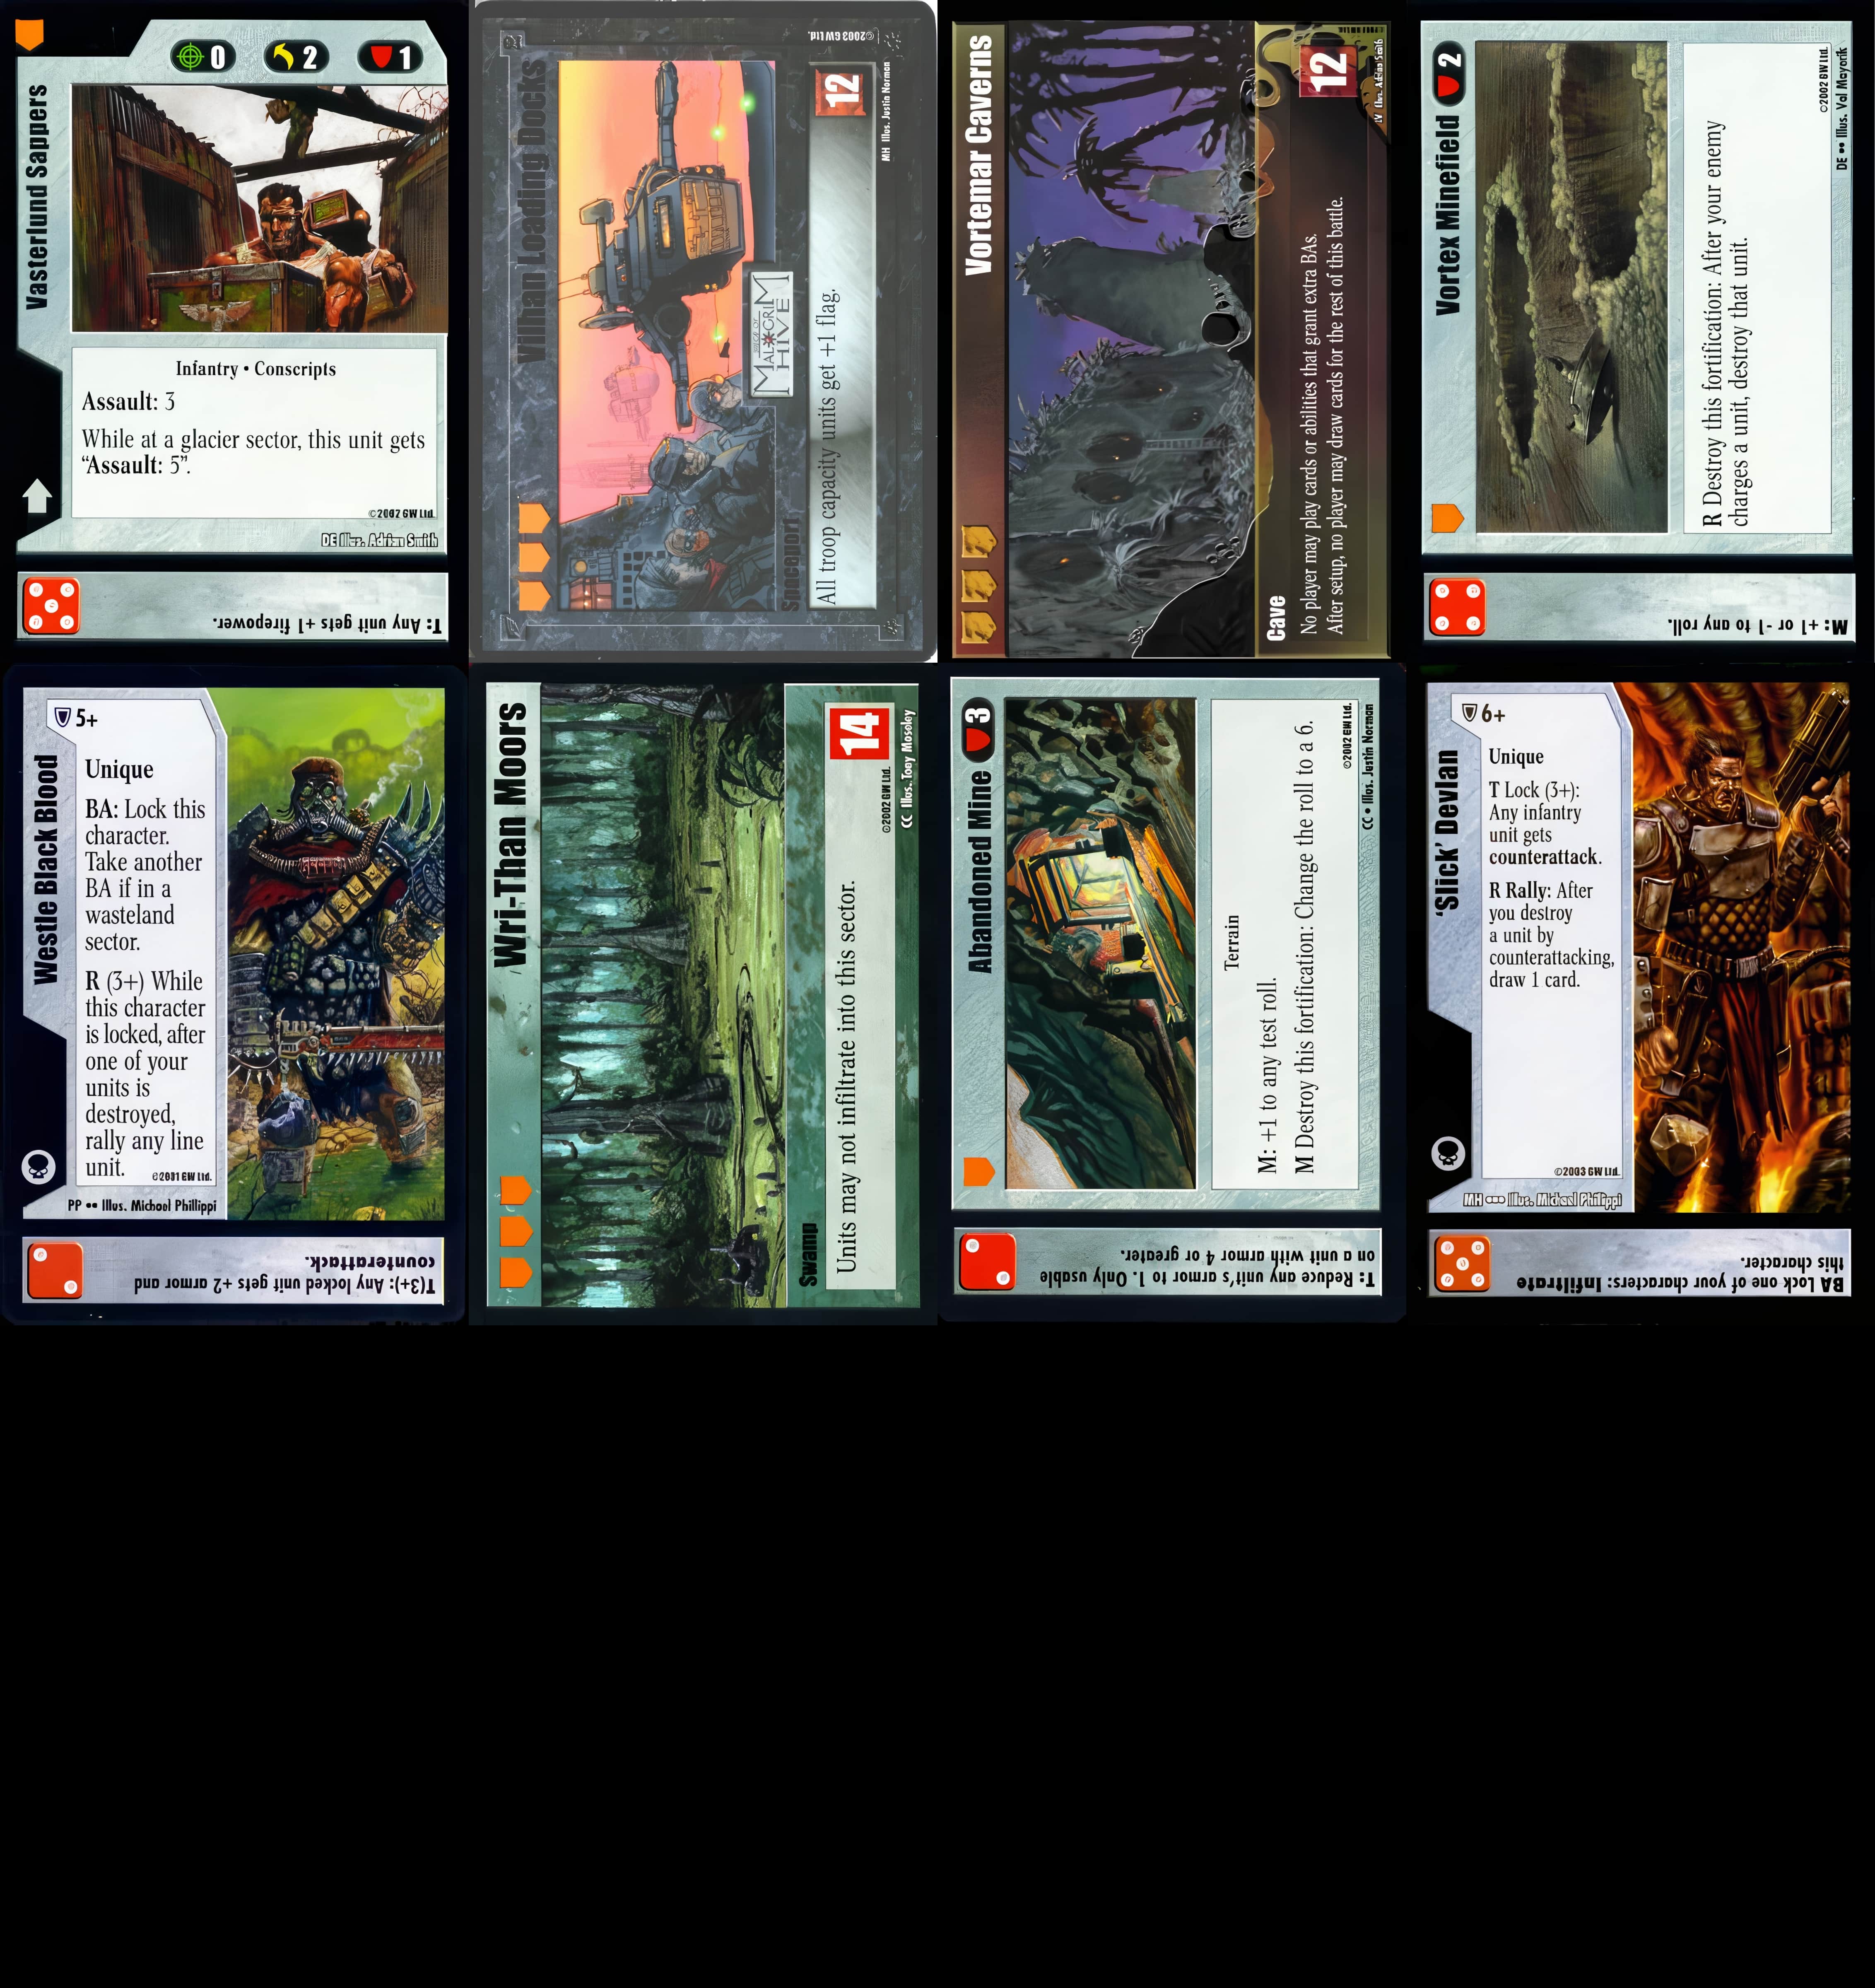 Vasterlund Sappers
0
2
1
Infantry • Conscripts
Assault: 3
While at a glacier sector, this unit gets
“Assault: 5”.
©2002 GW Ltd.
DE Illus. Adrian Smith
T: Any unit gets +1 firepower.
Vilhan Loading Docks
SIEGE OF
MALOGRIM
HIVE
Spaceport
All troop capacity units get +1 flag.
12
MH Illus. Justin Norman
©2003 GW Ltd.
Vortemar Caverns
Cave
No player may play cards or abilities that grant extra BAs.
After setup, no player may draw cards for the rest of this battle.
12
IV Illus. Adrian Smith
Vortex Minefield
2
R Destroy this fortification: After your enemy
charges a unit, destroy that unit.
©2002 GW Ltd.
DE •• Illus. Val Mayerik
M: +1 or -1 to any roll.
Westle Black Blood
5+
Unique
BA: Lock this
character.
Take another
BA if in a
wasteland
sector.
R (3+) While
this character
is locked, after
one of your
units is
destroyed,
rally any line
unit.
©2001 GW Ltd.
PP •• Illus. Michael Phillippi
T(3+): Any locked unit gets +2 armor and
counterattack.
Wri-Than Moors
Swamp
Units may not infiltrate into this sector.
14
©2002 GW Ltd.
CC Illus. Tony Moseley
Abandoned Mine
3
Terrain
M: +1 to any test roll.
M Destroy this fortification: Change the roll to a 6.
©2002 GW Ltd.
CC • Illus. Justin Norman
T: Reduce any unit's armor to 1. Only usable
on a unit with armor 4 or greater.
'Slick' Devlan
6+
Unique
T Lock (3+):
Any infantry
unit gets
counterattack.
R Rally: After
you destroy
a unit by
counterattacking,
draw 1 card.
©2003 GW Ltd.
MH ••• Illus. Michael Phillippi
BA Lock one of your characters: Infiltrate
this character.